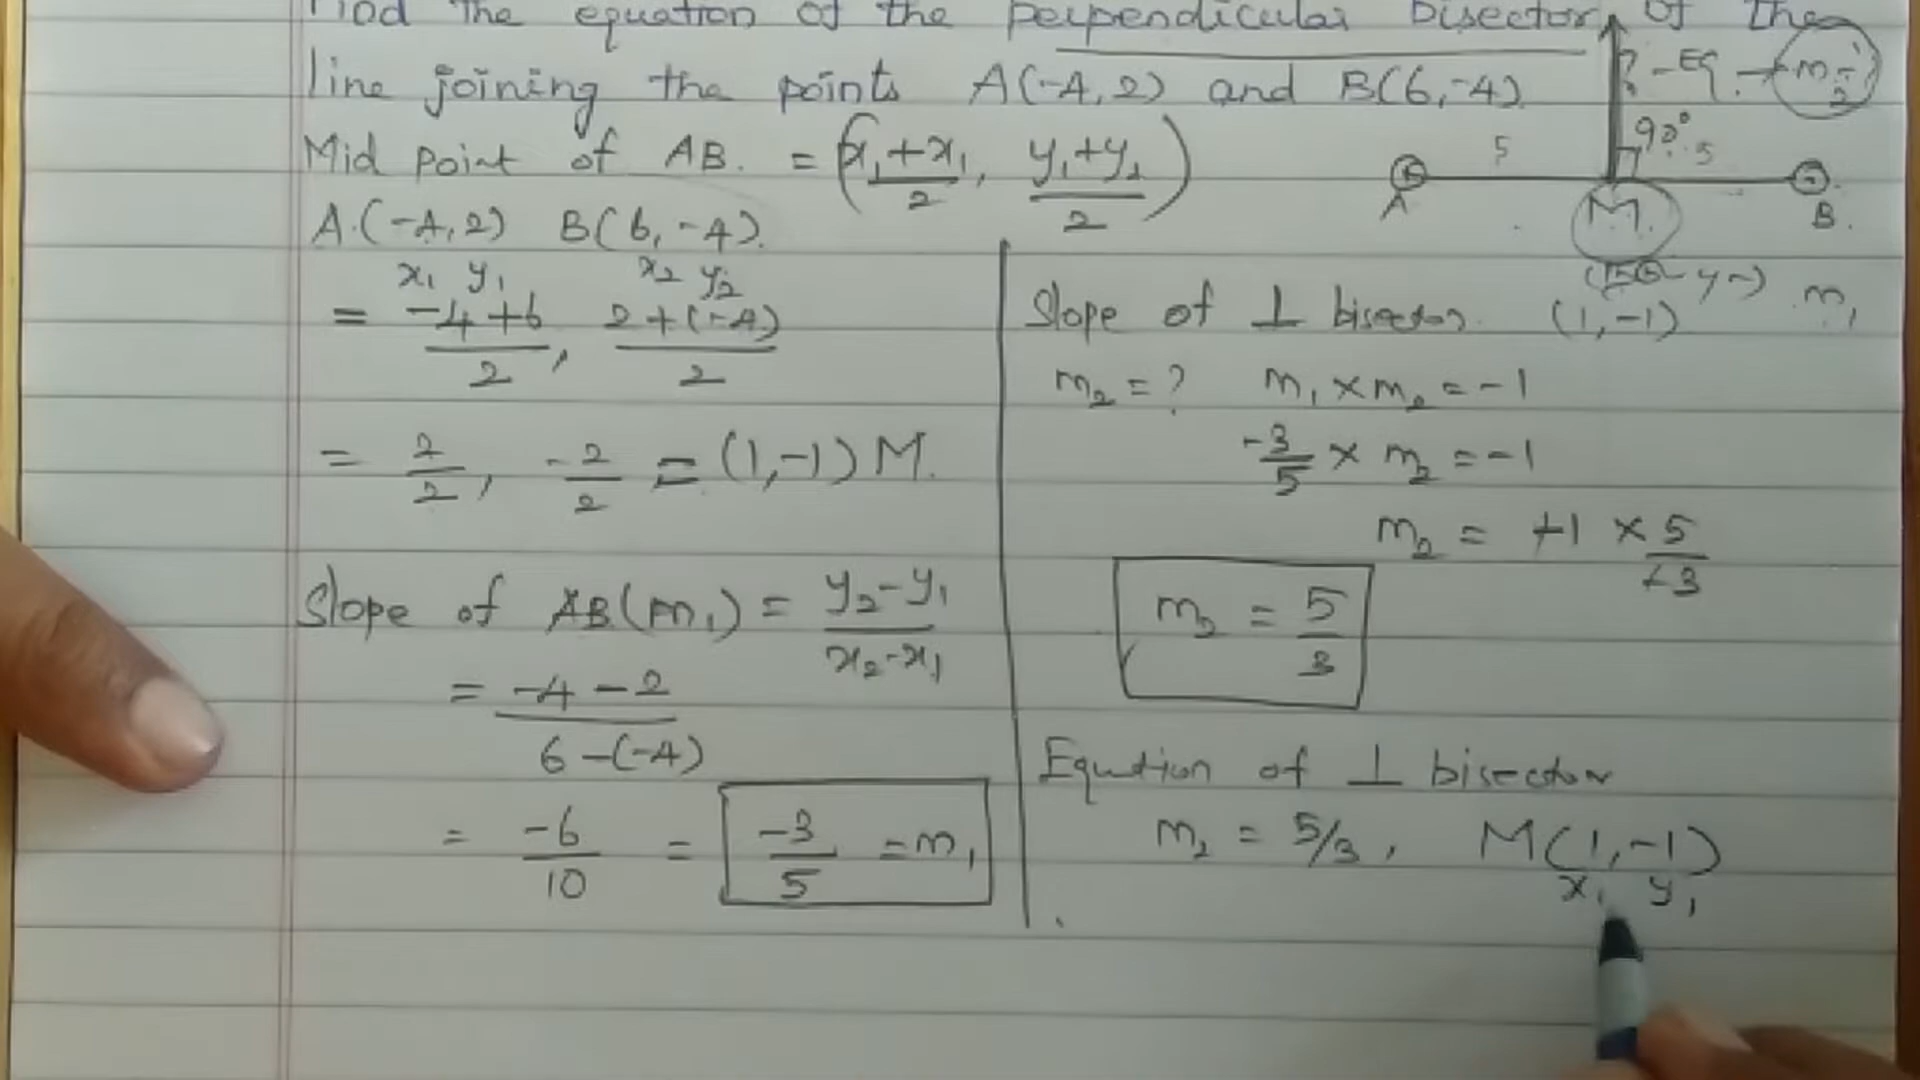 Find the equation of the perpendicular bisector of the
line joining the points A(-4,2) and B(6,-4).
Mid point of AB. = (x₁+x₁/2, y₁+y₂/2)
A.(-4,2) B(6,-4).
x₁ y₁ x₂ y₂
= -4+6/2, 2+(-4)/2
= 2/2, -2/2 = (1,-1) M.
Slope of AB(m₁) = y₂-y₁/x₂-x₁
= -4-2/6-(-4)
= -6/10 = -3/5 = m₁
? - Eq. → m₂ = ?
90°
5 5
A M. B.
m₁
Slope of ⊥ bisector. (1,-1)
m₂ = ? m₁ × m₂ = -1
-3/5 × m₂ = -1
m₂ = +1 × 5/+3
m₂ = 5/3
Eqution of ⊥ bisector
m₂ = 5/3, M(1,-1)
x₁ y₁